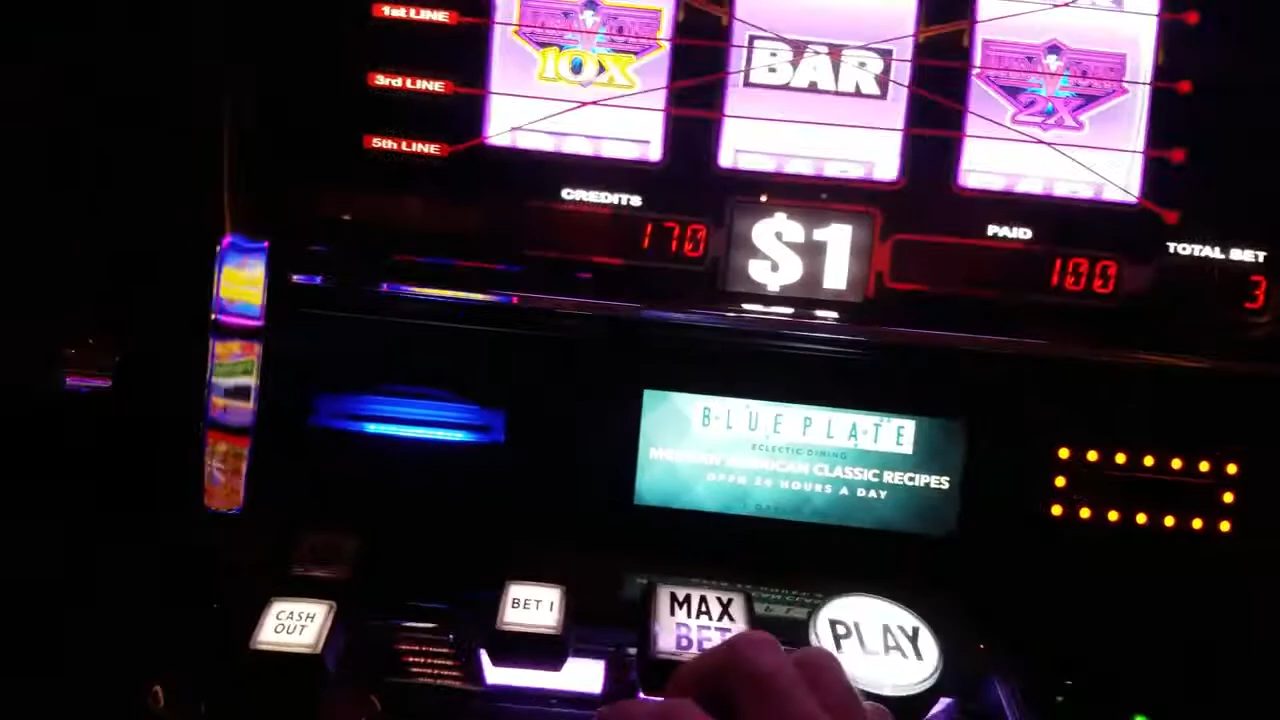 1st LINE
10X
BAR
2X
3rd LINE
5th LINE
CREDITS
170
$1
PAID
100
TOTAL BET
3
BLUE PLATE
ECLECTIC DINING
AMERICAN CLASSIC RECIPES
OPEN 24 HOURS A DAY
CASH
OUT
BET 1
MAX
BET
PLAY